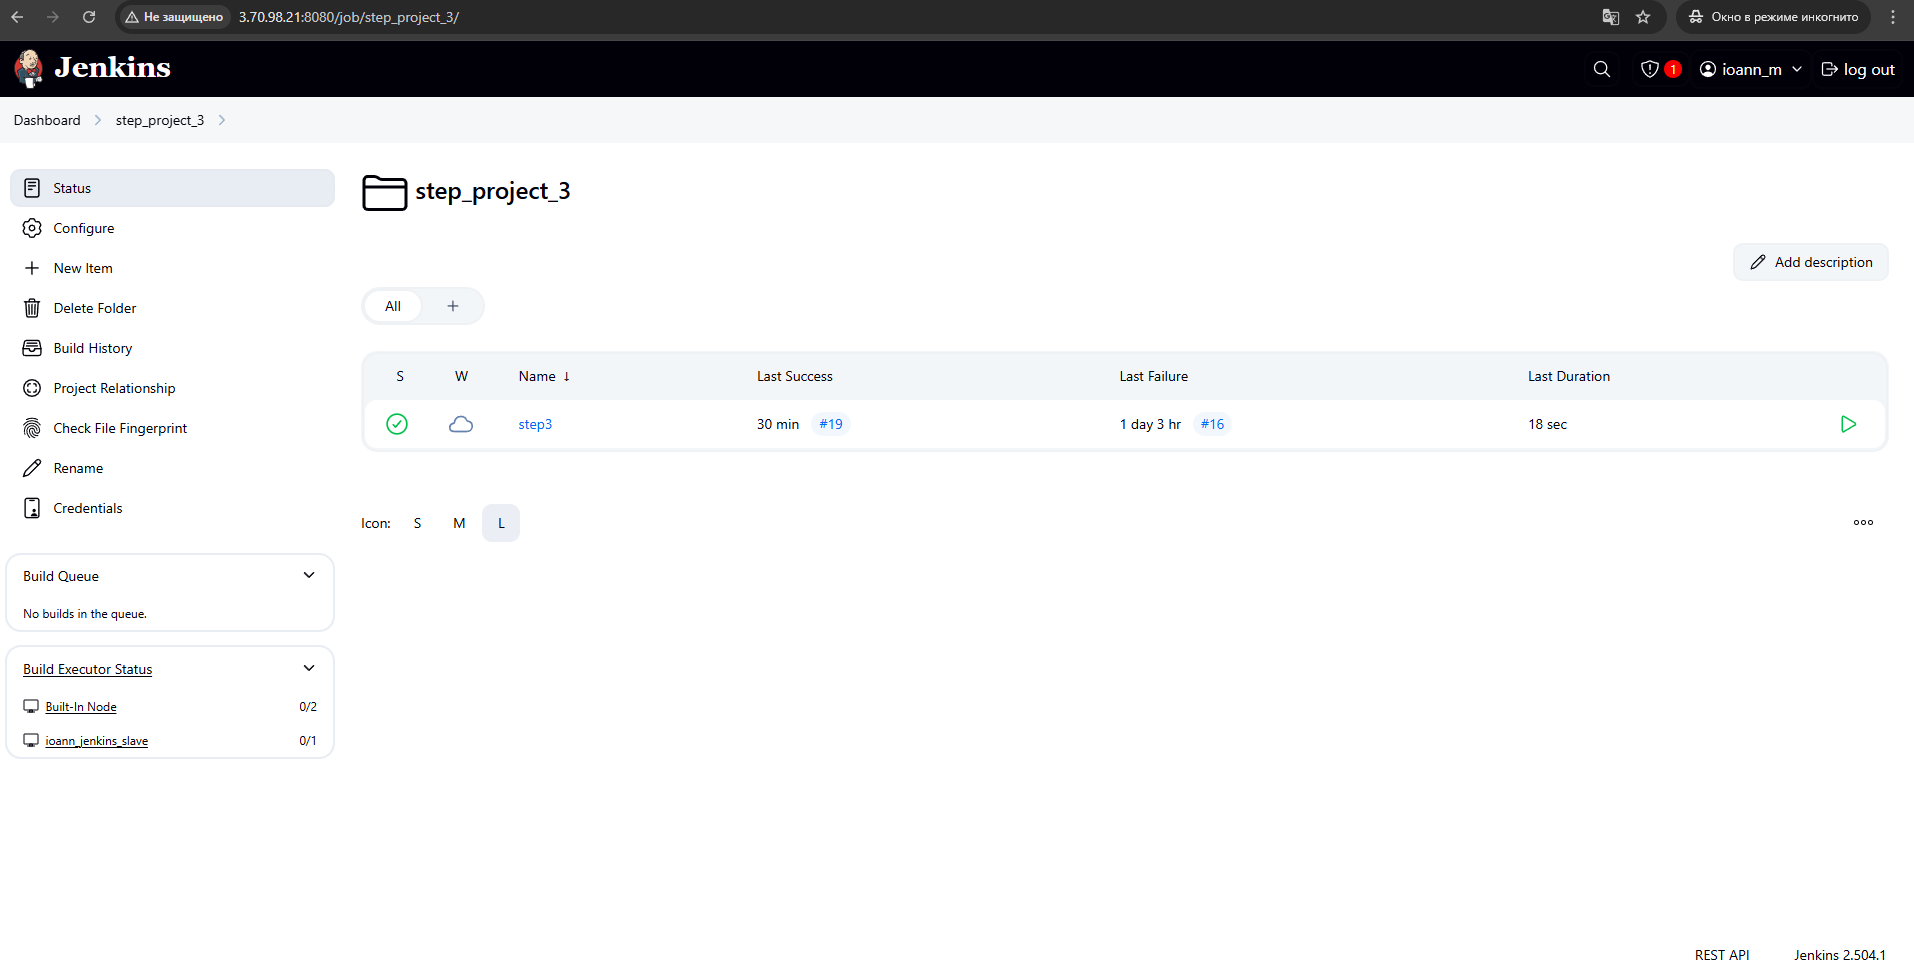 Не защищено 3.70.98.21:8080/job/step_project_3/ Окно в режиме инкогнито
Jenkins 1 ioann_m log out
Dashboard step_project_3
Status
Configure
New Item
Delete Folder
Build History
Project Relationship
Check File Fingerprint
Rename
Credentials
Build Queue
No builds in the queue.
Build Executor Status
Built-In Node 0/2
ioann_jenkins_slave 0/1
step_project_3
Add description
All +
S W Name ↓ Last Success Last Failure Last Duration
step3 30 min #19 1 day 3 hr #16 18 sec
Icon: S M L
REST API Jenkins 2.504.1